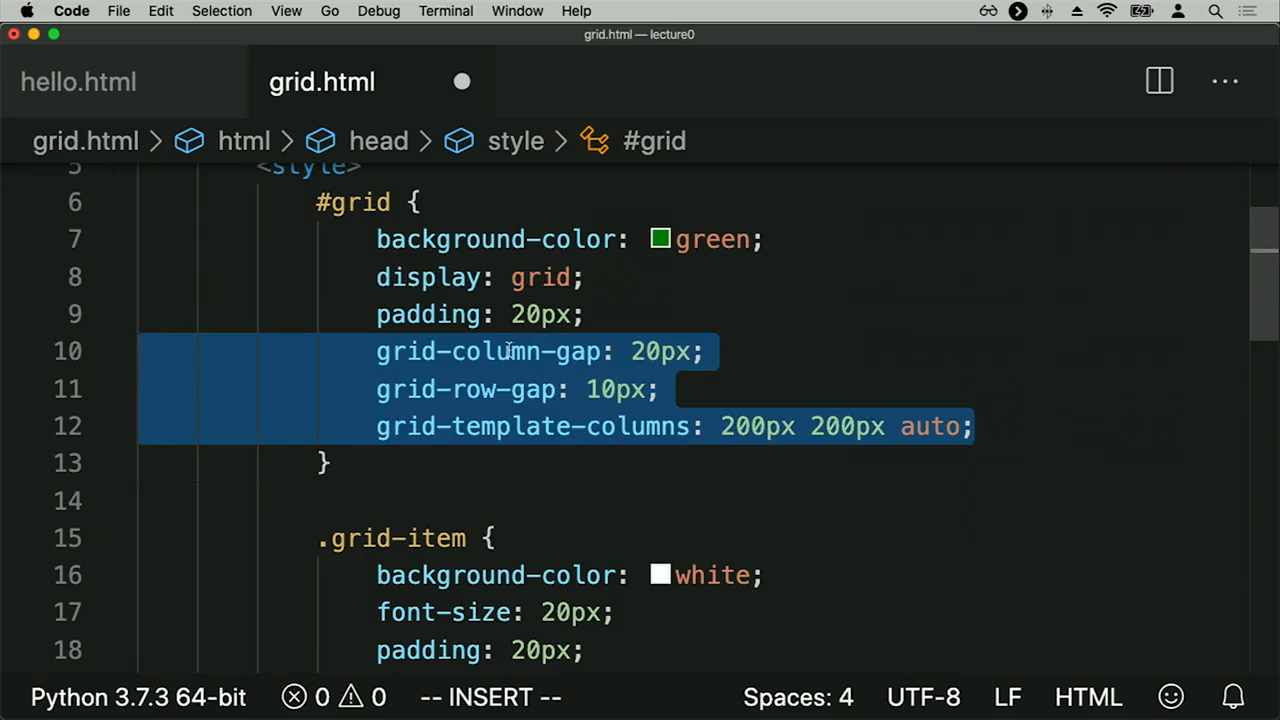 Code File Edit Selection View Go Debug Terminal Window Help
grid.html — lecture0
hello.html grid.html
grid.html html head style #grid
5 <style>
6 #grid {
7 background-color: green;
8 display: grid;
9 padding: 20px;
10 grid-column-gap: 20px;
11 grid-row-gap: 10px;
12 grid-template-columns: 200px 200px auto;
13 }
14
15 .grid-item {
16 background-color: white;
17 font-size: 20px;
18 padding: 20px;
Python 3.7.3 64-bit 0 0 -- INSERT -- Spaces: 4 UTF-8 LF HTML